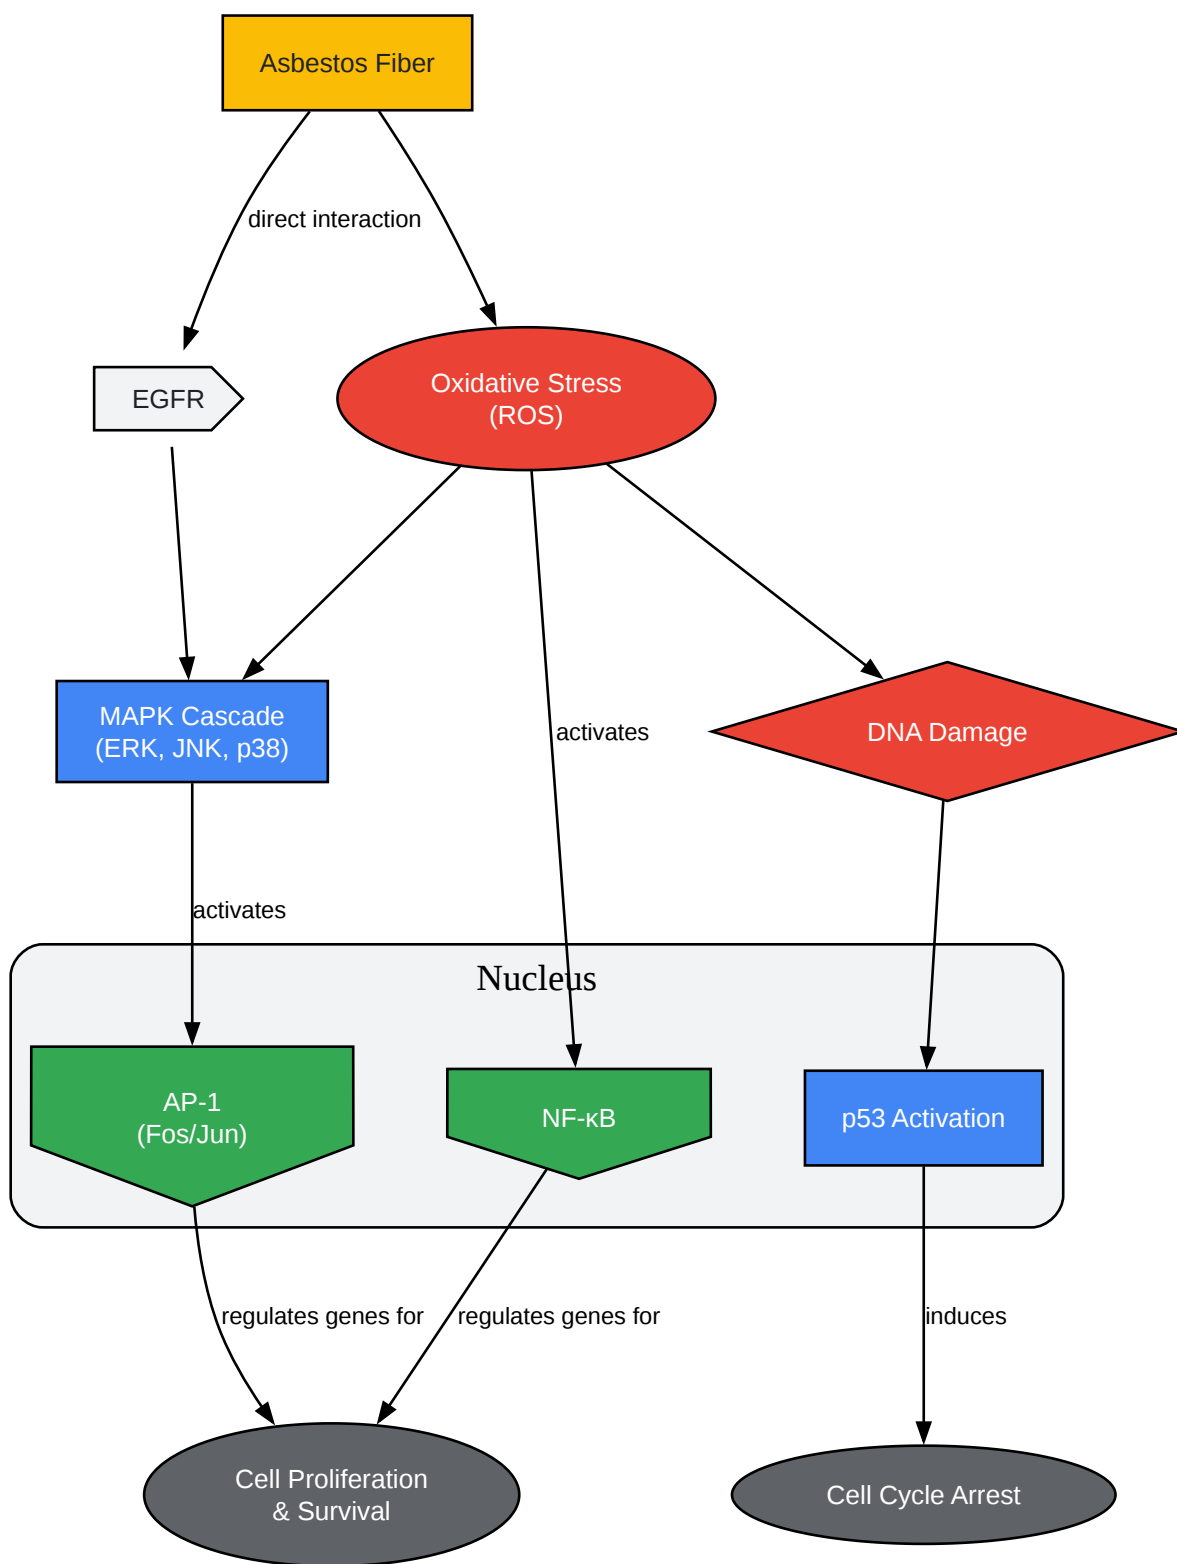 Asbestos Fiber
direct interaction
EGFR
Oxidative Stress
(ROS)
MAPK Cascade
(ERK, JNK, p38)
activates
DNA Damage
activates
Nucleus
AP-1
(Fos/Jun)
NF-κB
p53 Activation
regulates genes for
regulates genes for
induces
Cell Proliferation
& Survival
Cell Cycle Arrest